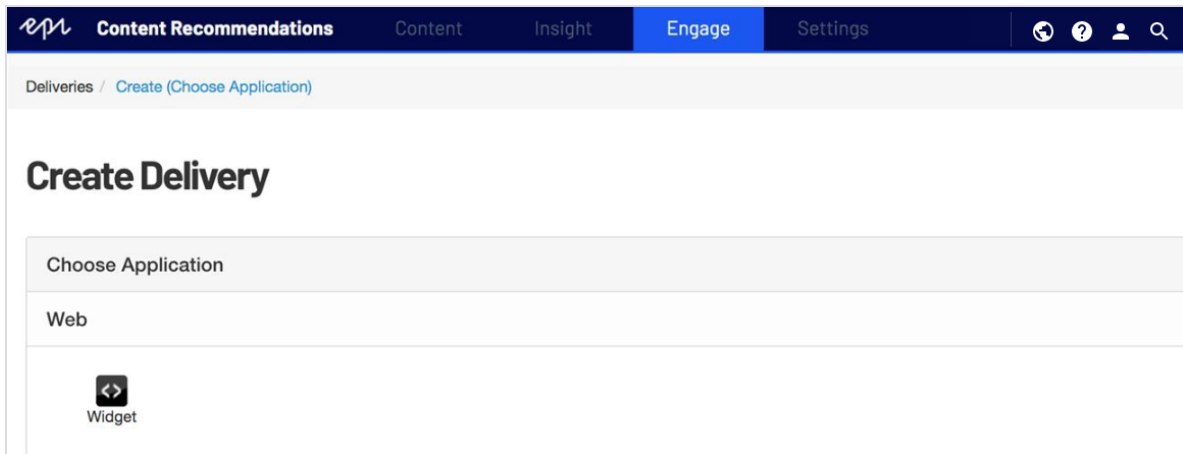 epi Content Recommendations Content Insight Engage Settings
Deliveries / Create (Choose Application)
Create Delivery
Choose Application
Web
<>
Widget